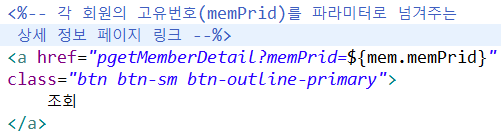 <%-- 각 회원의 고유번호(memPrid)를 파라미터로 넘겨주는
상세 정보 페이지 링크 --%>
<a href="pgetMemberDetail?memPrid=${mem.memPrid}"
class="btn btn-sm btn-outline-primary">
조회
</a>